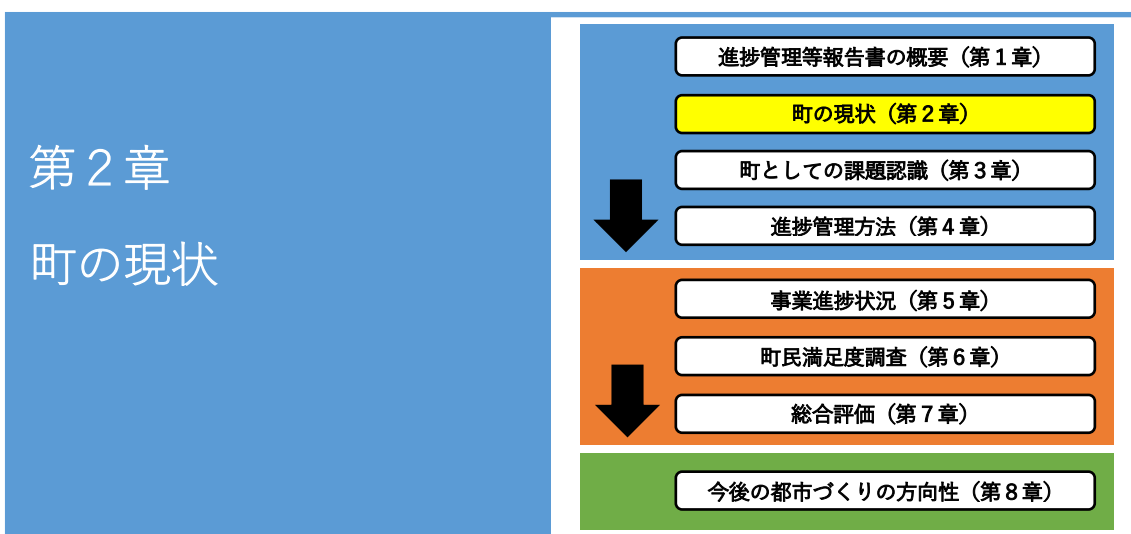 第２章
町の現状
進捗管理等報告書の概要（第１章）
町の現状（第２章）
町としての課題認識（第３章）
進捗管理方法（第４章）
事業進捗状況（第５章）
町民満足度調査（第６章）
総合評価（第７章）
今後の都市づくりの方向性（第８章）